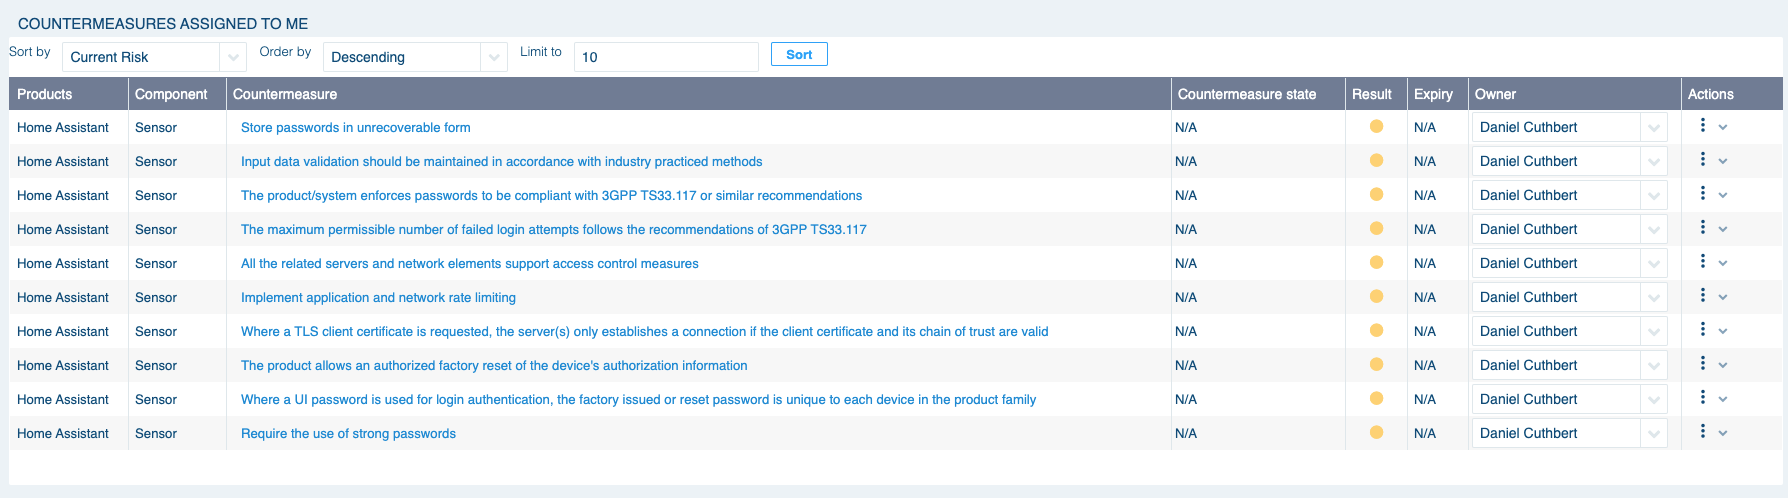 COUNTERMEASURES ASSIGNED TO ME
Sort by Current Risk Order by Descending Limit to 10 Sort
Products Component Countermeasure Countermeasure state Result Expiry Owner Actions
Home Assistant Sensor Store passwords in unrecoverable form N/A N/A Daniel Cuthbert
Home Assistant Sensor Input data validation should be maintained in accordance with industry practiced methods N/A N/A Daniel Cuthbert
Home Assistant Sensor The product/system enforces passwords to be compliant with 3GPP TS33.117 or similar recommendations N/A N/A Daniel Cuthbert
Home Assistant Sensor The maximum permissible number of failed login attempts follows the recommendations of 3GPP TS33.117 N/A N/A Daniel Cuthbert
Home Assistant Sensor All the related servers and network elements support access control measures N/A N/A Daniel Cuthbert
Home Assistant Sensor Implement application and network rate limiting N/A N/A Daniel Cuthbert
Home Assistant Sensor Where a TLS client certificate is requested, the server(s) only establishes a connection if the client certificate and its chain of trust are valid N/A N/A Daniel Cuthbert
Home Assistant Sensor The product allows an authorized factory reset of the device's authorization information N/A N/A Daniel Cuthbert
Home Assistant Sensor Where a UI password is used for login authentication, the factory issued or reset password is unique to each device in the product family N/A N/A Daniel Cuthbert
Home Assistant Sensor Require the use of strong passwords N/A N/A Daniel Cuthbert